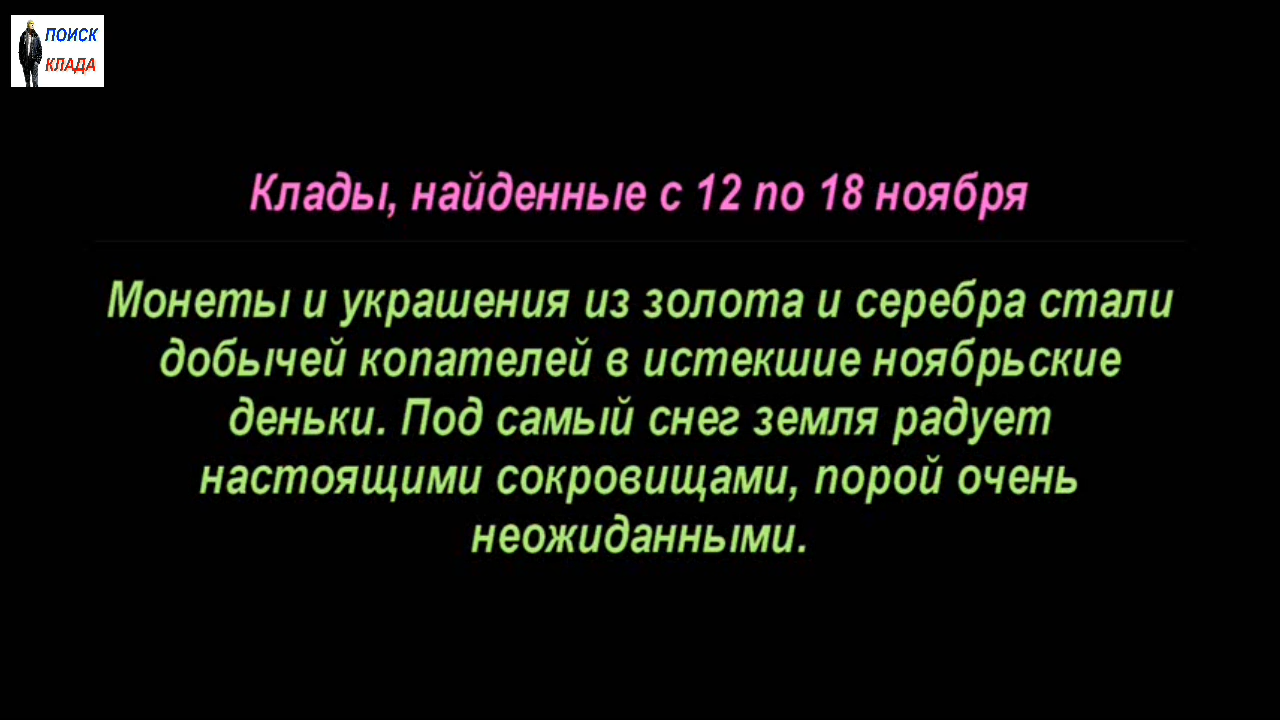 ПОИСК
КЛАДА
Клады, найденные с 12 по 18 ноября
Монеты и украшения из золота и серебра стали
добычей копателей в истекшие ноябрьские
деньки. Под самый снег земля радует
настоящими сокровищами, порой очень
неожиданными.